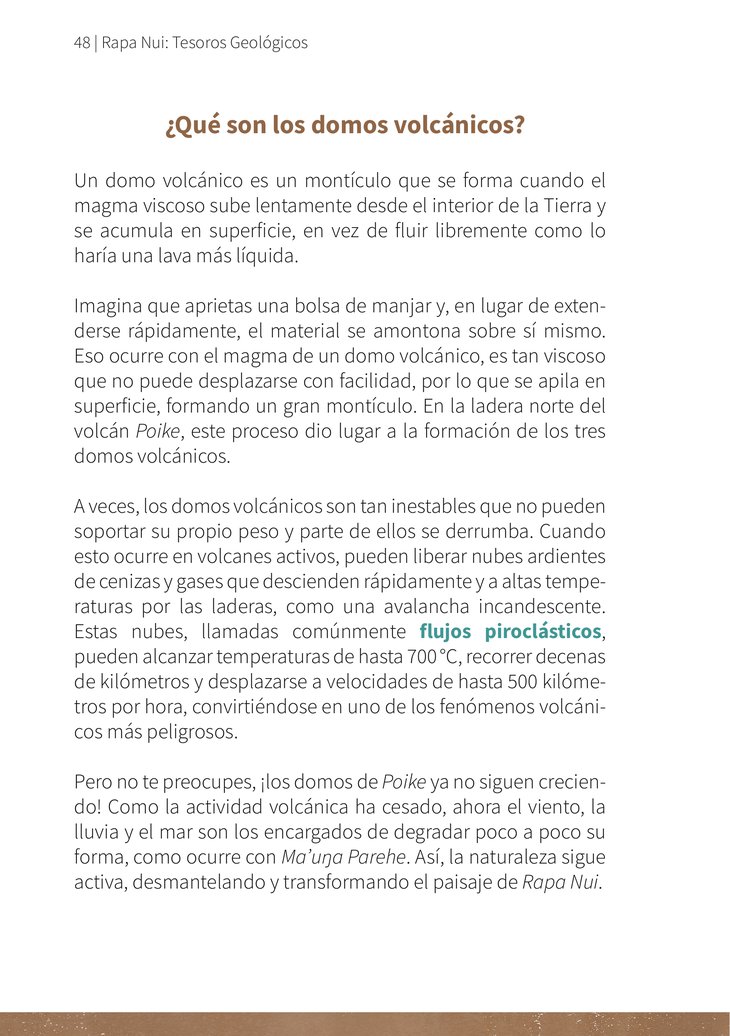 48 | Rapa Nui: Tesoros Geológicos
¿Qué son los domos volcánicos?
Un domo volcánico es un montículo que se forma cuando el
magma viscoso sube lentamente desde el interior de la Tierra y
se acumula en superficie, en vez de fluir libremente como lo
haría una lava más líquida.
Imagina que aprietas una bolsa de manjar y, en lugar de exten-
derse rápidamente, el material se amontona sobre sí mismo.
Eso ocurre con el magma de un domo volcánico, es tan viscoso
que no puede desplazarse con facilidad, por lo que se apila en
superficie, formando un gran montículo. En la ladera norte del
volcán Poike, este proceso dio lugar a la formación de los tres
domos volcánicos.
A veces, los domos volcánicos son tan inestables que no pueden
soportar su propio peso y parte de ellos se derrumba. Cuando
esto ocurre en volcanes activos, pueden liberar nubes ardientes
de cenizas y gases que descienden rápidamente y a altas tempe-
raturas por las laderas, como una avalancha incandescente.
Estas nubes, llamadas comúnmente flujos piroclásticos,
pueden alcanzar temperaturas de hasta 700 °C, recorrer decenas
de kilómetros y desplazarse a velocidades de hasta 500 kilóme-
tros por hora, convirtiéndose en uno de los fenómenos volcáni-
cos más peligrosos.
Pero no te preocupes, ¡los domos de Poike ya no siguen crecien-
do! Como la actividad volcánica ha cesado, ahora el viento, la
lluvia y el mar son los encargados de degradar poco a poco su
forma, como ocurre con Ma’uŋa Parehe. Así, la naturaleza sigue
activa, desmantelando y transformando el paisaje de Rapa Nui.